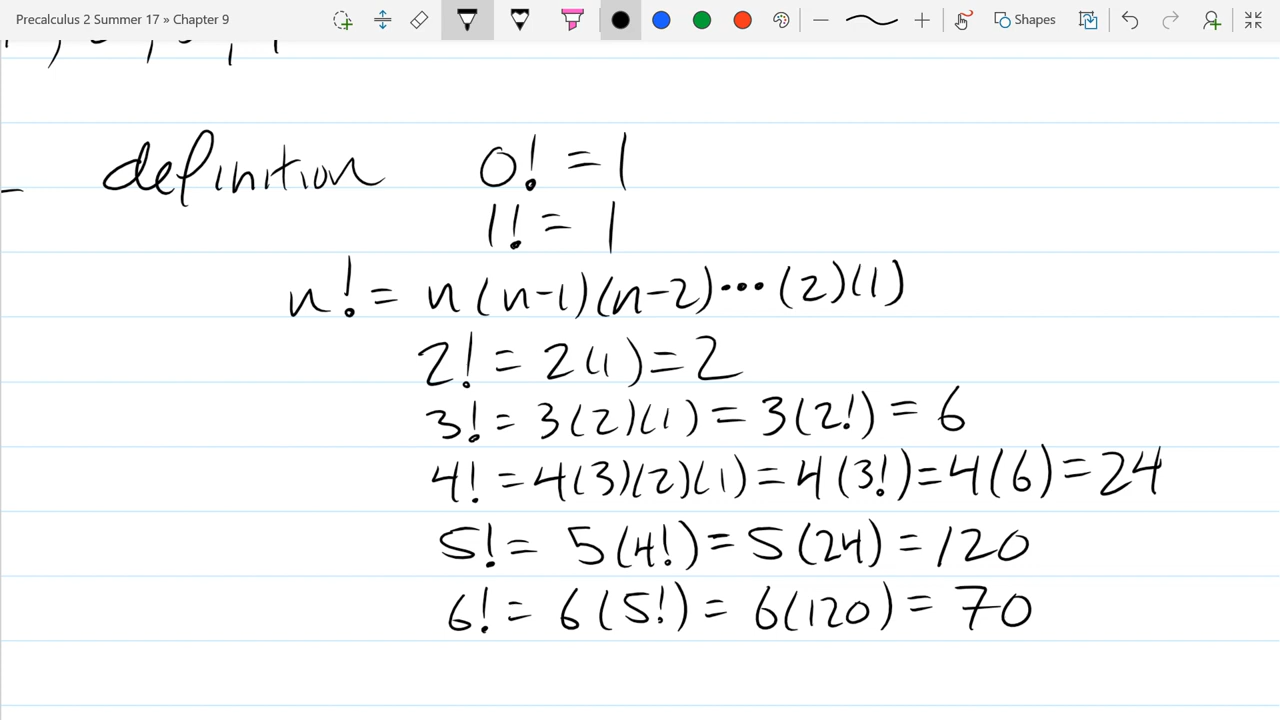 Precalculus 2 Summer 17 » Chapter 9 Shapes
definition 0! = 1
1! = 1
n! = n(n-1)(n-2)•••(2)(1)
2! = 2(1) = 2
3! = 3(2)(1) = 3(2!) = 6
4! = 4(3)(2)(1) = 4(3!) = 4(6) = 24
5! = 5(4!) = 5(24) = 120
6! = 6(5!) = 6(120) = 70